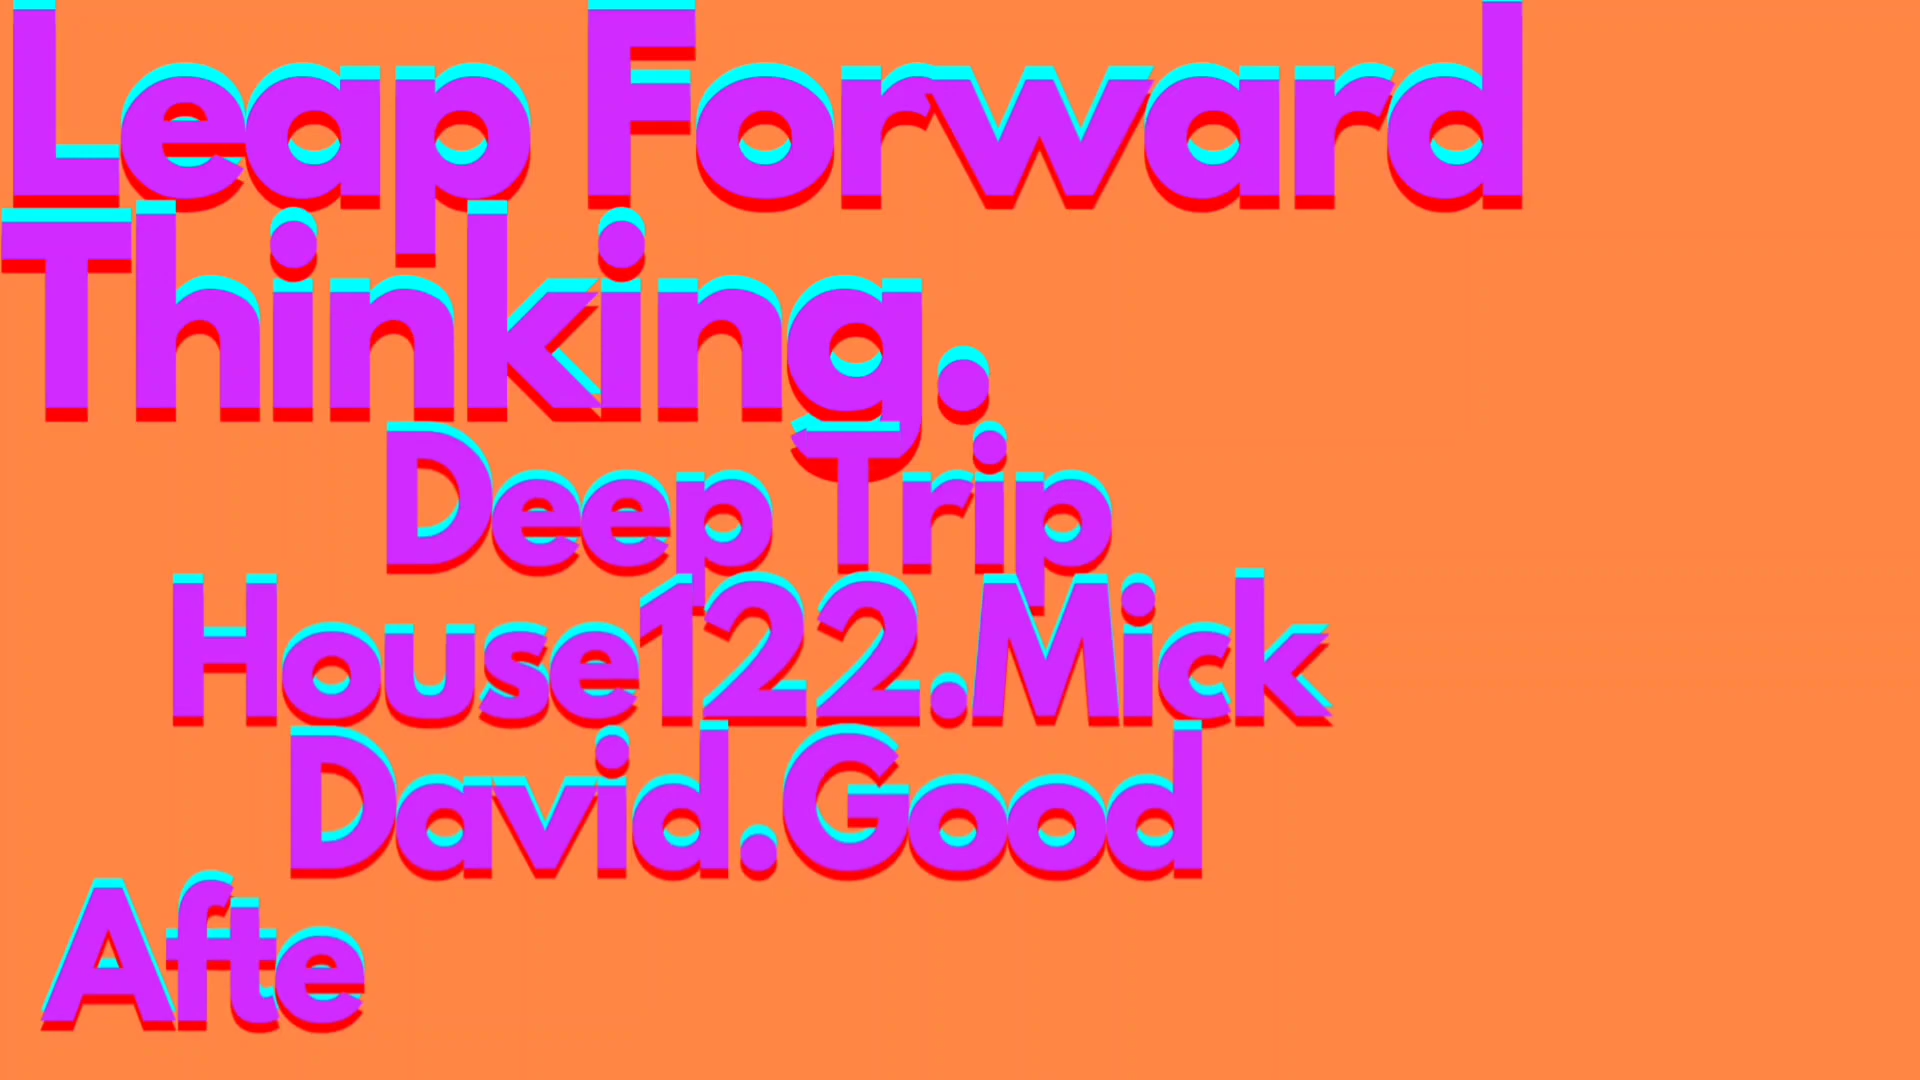 Leap Forward
Thinking.
Deep Trip
House122.Mick
David.Good
Afte